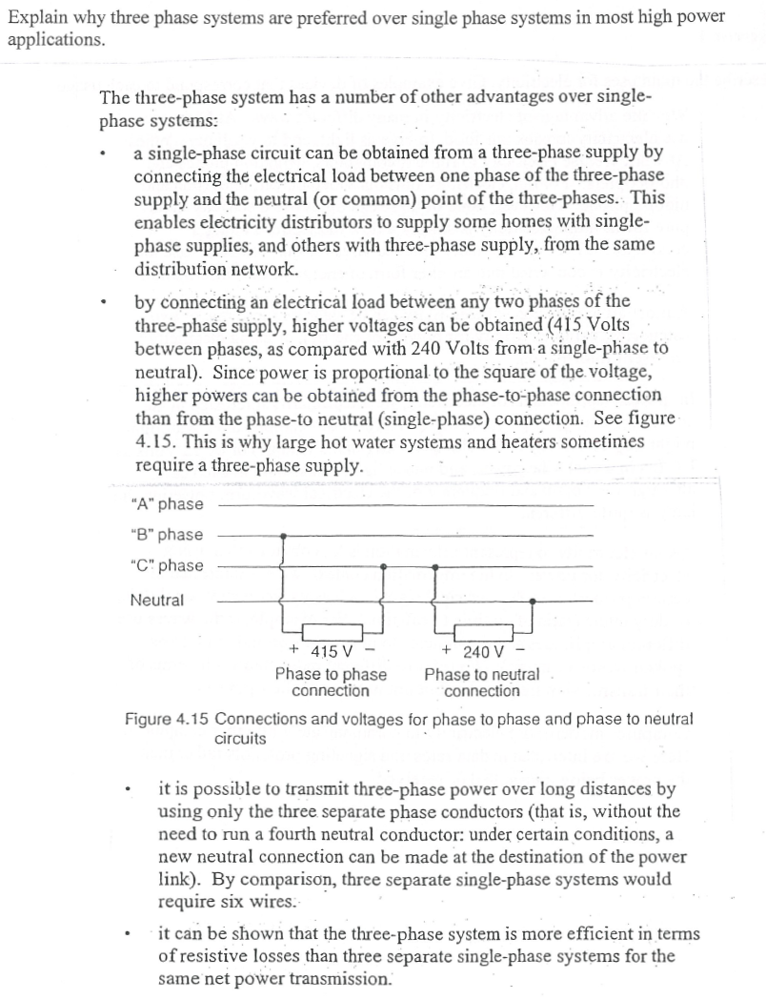 Explain why three phase systems are preferred over single phase systems in most high power
applications.
The three-phase system has a number of other advantages over single-
phase systems:
• a single-phase circuit can be obtained from a three-phase supply by
connecting the electrical load between one phase of the three-phase
supply and the neutral (or common) point of the three-phases. This
enables electricity distributors to supply some homes with single-
phase supplies, and others with three-phase supply, from the same
distribution network.
• by connecting an electrical load between any two phases of the
three-phase supply, higher voltages can be obtained (415 Volts
between phases, as compared with 240 Volts from a single-phase to
neutral). Since power is proportional to the square of the voltage,
higher powers can be obtained from the phase-to-phase connection
than from the phase-to neutral (single-phase) connection. See figure
4.15. This is why large hot water systems and heaters sometimes
require a three-phase supply.
"A" phase
"B" phase
"C" phase
Neutral
+ 415 V −
+ 240 V −
Phase to phase
connection
Phase to neutral
connection
Figure 4.15 Connections and voltages for phase to phase and phase to neutral
circuits
• it is possible to transmit three-phase power over long distances by
using only the three separate phase conductors (that is, without the
need to run a fourth neutral conductor: under certain conditions, a
new neutral connection can be made at the destination of the power
link). By comparison, three separate single-phase systems would
require six wires.
• it can be shown that the three-phase system is more efficient in terms
of resistive losses than three separate single-phase systems for the
same net power transmission.